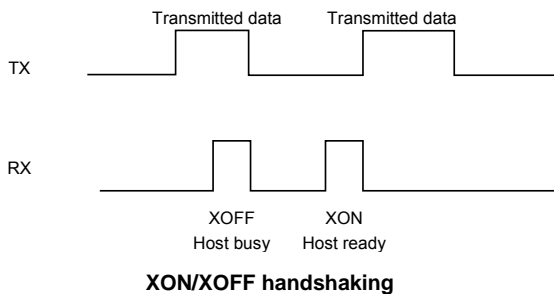 Transmitted data Transmitted data
TX
RX
XOFF XON
Host busy Host ready
XON/XOFF handshaking